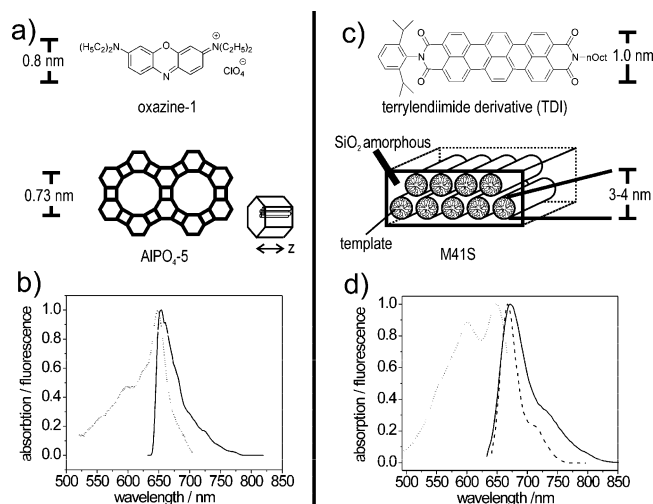 a)
0.8 nm
(H5C2)2N
O
N
N(C2H5)2
⊕
ClO4
⊖
oxazine-1
0.73 nm
AlPO4-5
z
b)
absorbtion / fluorescence
1.0
0.8
0.6
0.4
0.2
0.0
500 550 600 650 700 750 800 850
wavelength / nm
c)
O
O
N
N-nOct
O
O
1.0 nm
terrylendiimide derivative (TDI)
SiO2 amorphous
3-4 nm
template
M41S
d)
absorption / fluorescence
1.0
0.8
0.6
0.4
0.2
0.0
500 550 600 650 700 750 800 850
wavelength / nm